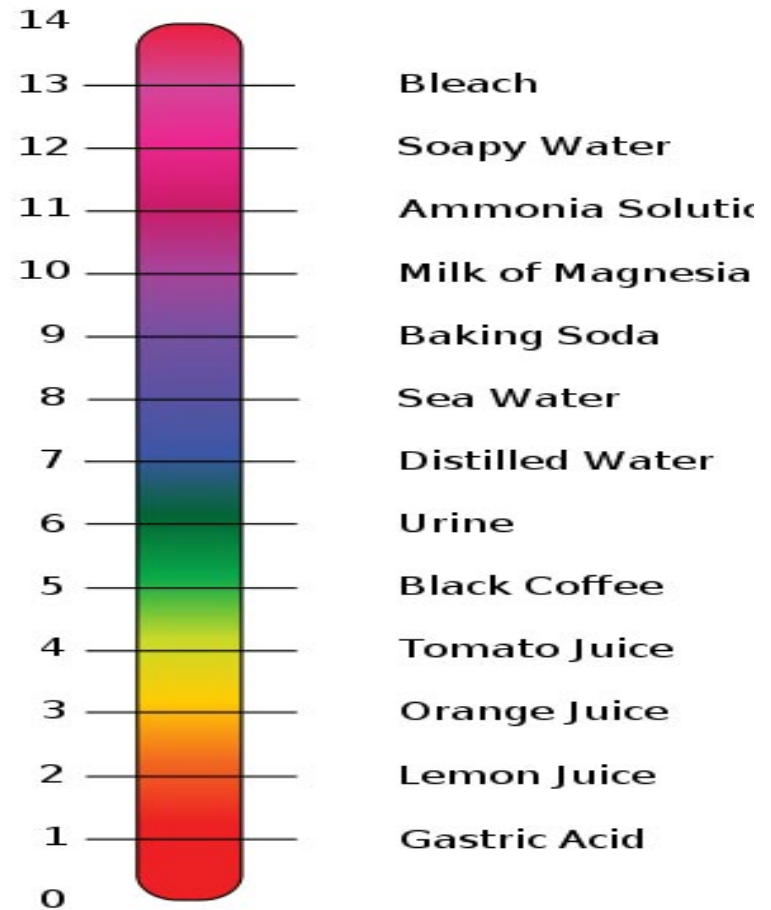 14
13 Bleach
12 Soapy Water
11 Ammonia Solutic
10 Milk of Magnesia
9 Baking Soda
8 Sea Water
7 Distilled Water
6 Urine
5 Black Coffee
4 Tomato Juice
3 Orange Juice
2 Lemon Juice
1 Gastric Acid
0